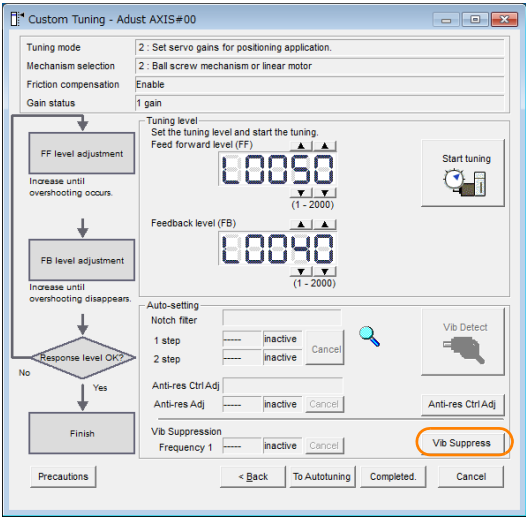 Custom Tuning - Adust AXIS#00
Tuning mode 2 : Set servo gains for positioning application.
Mechanism selection 2 : Ball screw mechanism or linear motor
Friction compensation Enable
Gain status 1 gain
FF level adjustment
Increase until
overshooting occurs.
FB level adjustment
Increase until
overshooting disappears.
Response level OK?
No
Yes
Finish
Tuning level
Set the tuning level and start the tuning.
Feed forward level (FF)
L0050
(1 - 2000)
Feedback level (FB)
L0040
(1 - 2000)
Start tuning
Auto-setting
Notch filter
1 step ----- inactive
2 step ----- inactive
Cancel
Vib Detect
Anti-res Ctrl Adj
Anti-res Adj ----- inactive Cancel
Anti-res Ctrl Adj
Vib Suppression
Frequency 1 ----- inactive Cancel
Vib Suppress
Precautions < Back To Autotuning Completed. Cancel